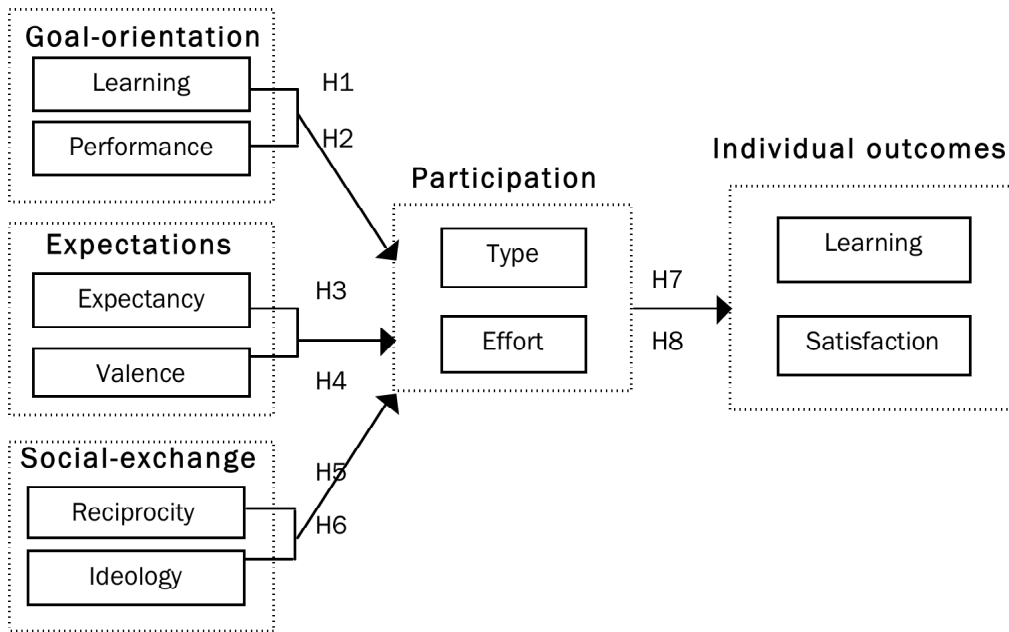 Goal-orientation
Learning
Performance
H1
H2
Expectations
Expectancy
Valence
H3
H4
Social-exchange
Reciprocity
Ideology
H5
H6
Participation
Type
Effort
H7
H8
Individual outcomes
Learning
Satisfaction